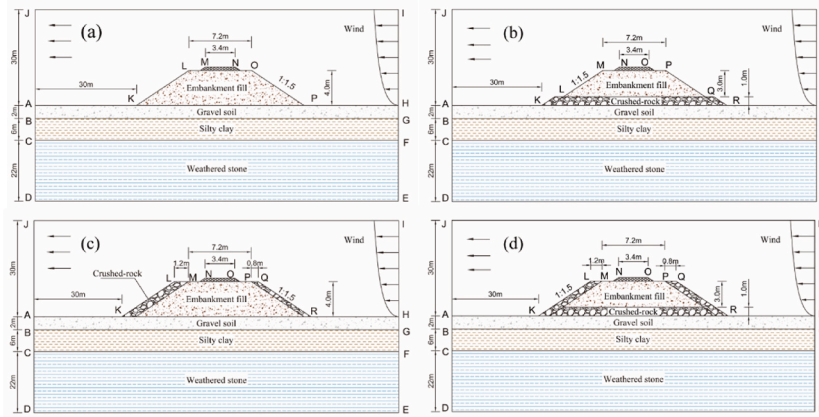 J
I
(a)
Wind
7.2m
3.4m
L
M
N
O
30m
30m
Embankment fill
1:1.5
4.0m
A
K
P
H
2m
Gravel soil
B
G
6m
Silty clay
C
F
22m
Weathered stone
D
E
J
(b)
Wind
7.2m
3.4m
M
N
O
P
30m
30m
L
1:1.5
Embankment fill
3.0m
1.0m
Q
A
K
Crushed-rock
R
2m
Gravel soil
B
6m
Silty clay
C
22m
Weathered stone
D
J
I
(c)
Wind
7.2m
1.2m
3.4m
0.8m
Crushed-rock
L
M
N
O
P
Q
30m
30m
Embankment fill
1:1.5
4.0m
A
K
R
H
2m
Gravel soil
B
G
6m
Silty clay
C
F
22m
Weathered stone
D
E
J
(d)
Wind
7.2m
1.2m
3.4m
0.8m
L
M
N
O
P
Q
30m
30m
1:1.5
Embankment fill
3.0m
1.0m
A
K
Crushed-rock
R
2m
Gravel soil
B
6m
Silty clay
C
22m
Weathered stone
D